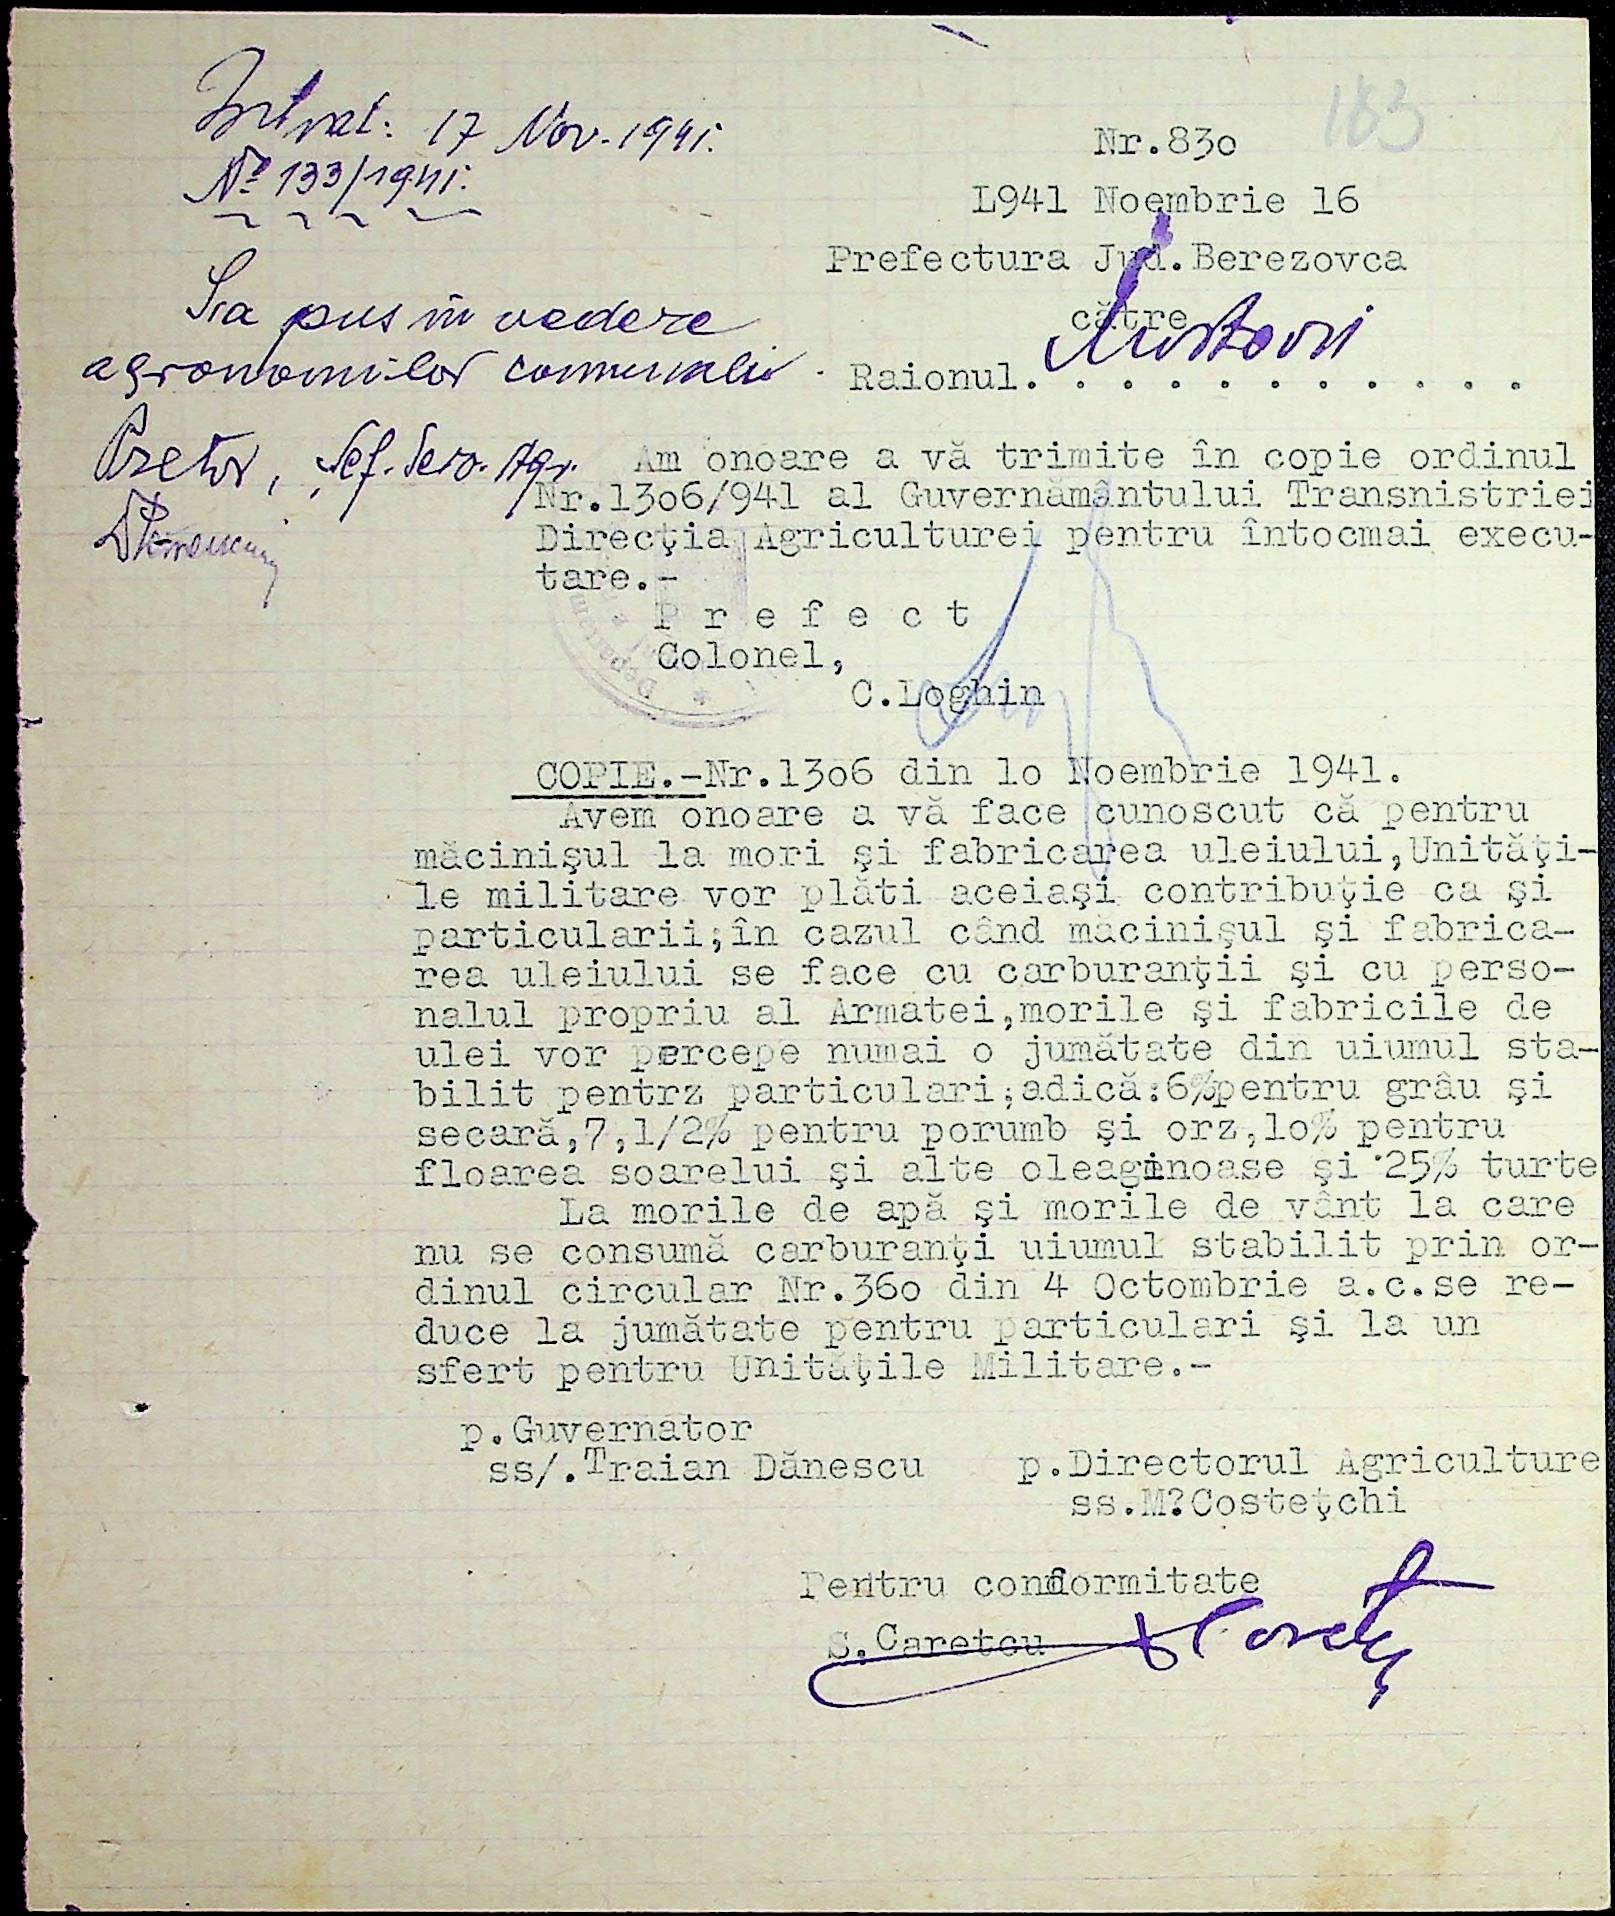 Intrat: 17 Nov. 1941.
№ 133/1941.
183
Nr.83o
L941 Noembrie 16
Prefectura Jud.Berezovca
către
Raionul. Mostovoi
S'a pus în vedere
agronomilor comunali.
Pretor, Șef. Serv. Agr.
Am onoare a vă trimite în copie ordinul
Nr.13o6/941 al Guvernământului Transnistriei
Direcţia Agriculturei pentru întocmai execu-
tare.-
P r e f e c t
Colonel,
C.Loghin
COPIE.-Nr.13o6 din lo Noembrie 1941.
Avem onoare a vă face cunoscut că pentru
măcinişul la mori şi fabricarea uleiului,Unităţi-
le militare vor plăti aceiaşi contribuţie ca şi
particularii;în cazul când măcinişul şi fabrica-
rea uleiului se face cu carburanţii şi cu perso-
nalul propriu al Armatei,morile şi fabricile de
ulei vor percepe numai o jumătate din uiumul sta-
bilit pentrz particulari;adică:6%pentru grâu şi
secară,7,1/2% pentru porumb şi orz,lo% pentru
floarea soarelui şi alte oleaginoase şi 25% turte
La morile de apă şi morile de vânt la care
nu se consumă carburanţi uiumul stabilit prin or-
dinul circular Nr.36o din 4 Octombrie a.c.se re-
duce la jumătate pentru particulari şi la un
sfert pentru Unităţile Militare.-
p.Guvernator
ss/.Traian Dănescu
p.Directorul Agriculture
ss.M?Costeţchi
Pentru conformitate
S.Caretcu